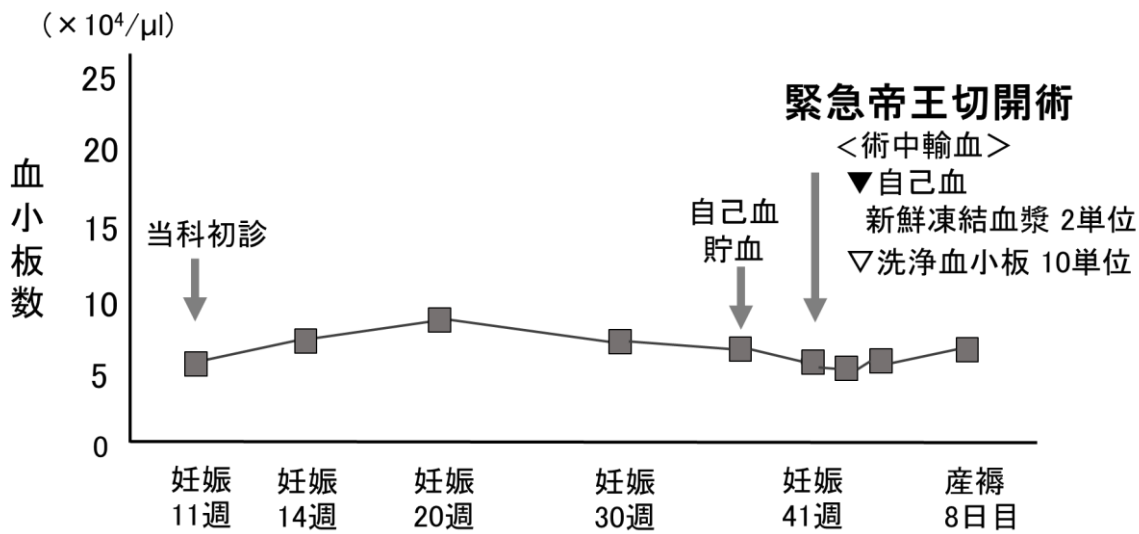 (×10⁴/μl)
25
20
15
10
5
0
血小板数
当科初診
自己血
貯血
緊急帝王切開術
＜術中輸血＞
▼自己血
新鮮凍結血漿 2単位
▽洗浄血小板 10単位
妊娠
11週
妊娠
14週
妊娠
20週
妊娠
30週
妊娠
41週
産褥
8日目